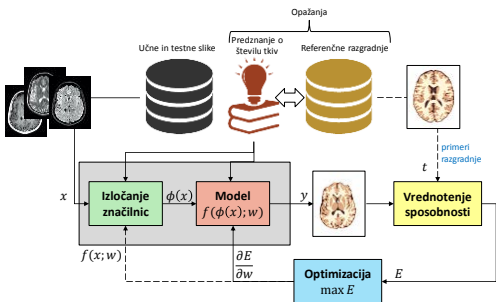 Opažanja
Učne in testne slike
Predznanje o
številu tkiv
Referenčne razgradnje
primeri
razgradnje
x
Izločanje
značilnic
ϕ(x)
Model
f(ϕ(x); w)
y
t
Vrednotenje
sposobnosti
f(x; w)
∂E
∂w
Optimizacija
max E
E